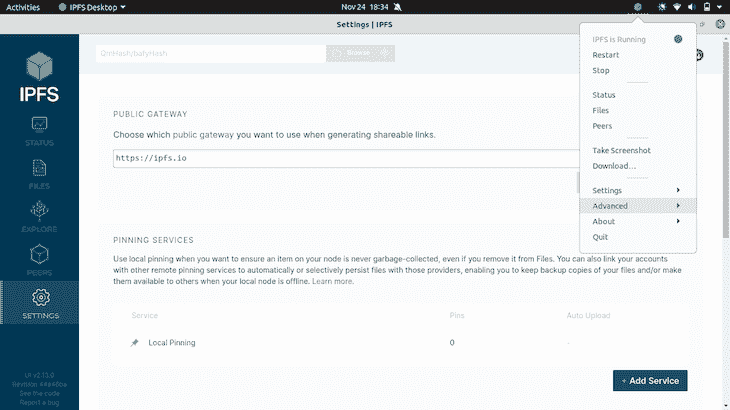 Activities IPFS Desktop Nov 24 18:34
Settings | IPFS
IPFS
STATUS
FILES
EXPLORE
PEERS
SETTINGS
UI v2.13.0
Revision
See the code
Report a bug
QmHash/bafyHash Browse
PUBLIC GATEWAY
Choose which public gateway you want to use when generating shareable links.
https://ipfs.io
PINNING SERVICES
Use local pinning when you want to ensure an item on your node is never garbage-collected, even if you remove it from Files. You can also link your accounts
with other remote pinning services to automatically or selectively persist files with those providers, enabling you to keep backup copies of your files and/or make
them available to others when your local node is offline. Learn more.
Service Pins Auto Upload
Local Pinning 0 -
+ Add Service
IPFS is Running
Restart
Stop
Status
Files
Peers
Take Screenshot
Download...
Settings
Advanced
About
Quit